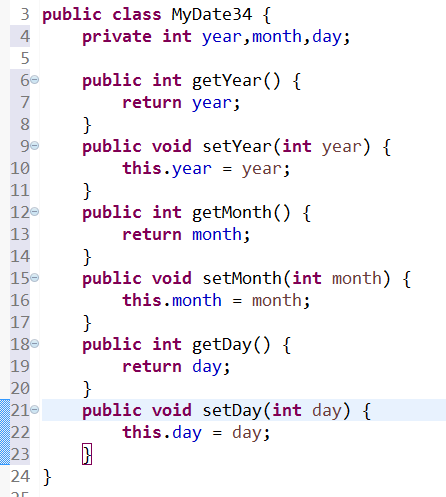 3 public class MyDate34 {
4     private int year,month,day;
5
6     public int getYear() {
7         return year;
8     }
9     public void setYear(int year) {
10         this.year = year;
11     }
12     public int getMonth() {
13         return month;
14     }
15     public void setMonth(int month) {
16         this.month = month;
17     }
18     public int getDay() {
19         return day;
20     }
21     public void setDay(int day) {
22         this.day = day;
23     }
24 }